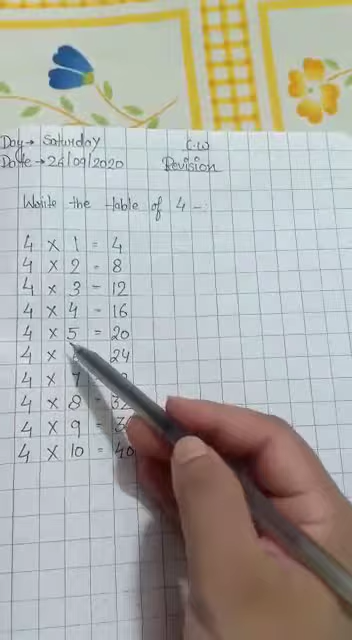 Day → Saturday C.W
Date → 26/09/2020 Revision
Write the table of 4 -:
4 × 1 = 4
4 × 2 = 8
4 × 3 = 12
4 × 4 = 16
4 × 5 = 20
4 × 24
4 × 7 =
4 × 8 = 32
4 × 9 = 3
4 × 10 = 40